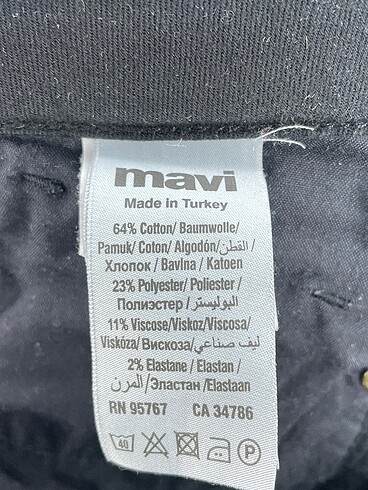 mavi
Made in Turkey
64% Cotton/ Baumwolle/
Pamuk/ Coton/ Algodón/ القطن/
Хлопок / Bavlna / Katoen
23% Polyester/ Poliester /
Полиэстер / البوليستر/
11% Viscose/Viskoz/Viscosa/
Viskóza/ Вискоза/ ليف صناعي/
2% Elastane / Elastan /
المرن/ Эластан /Elastaan
RN 95767 CA 34786
40 P